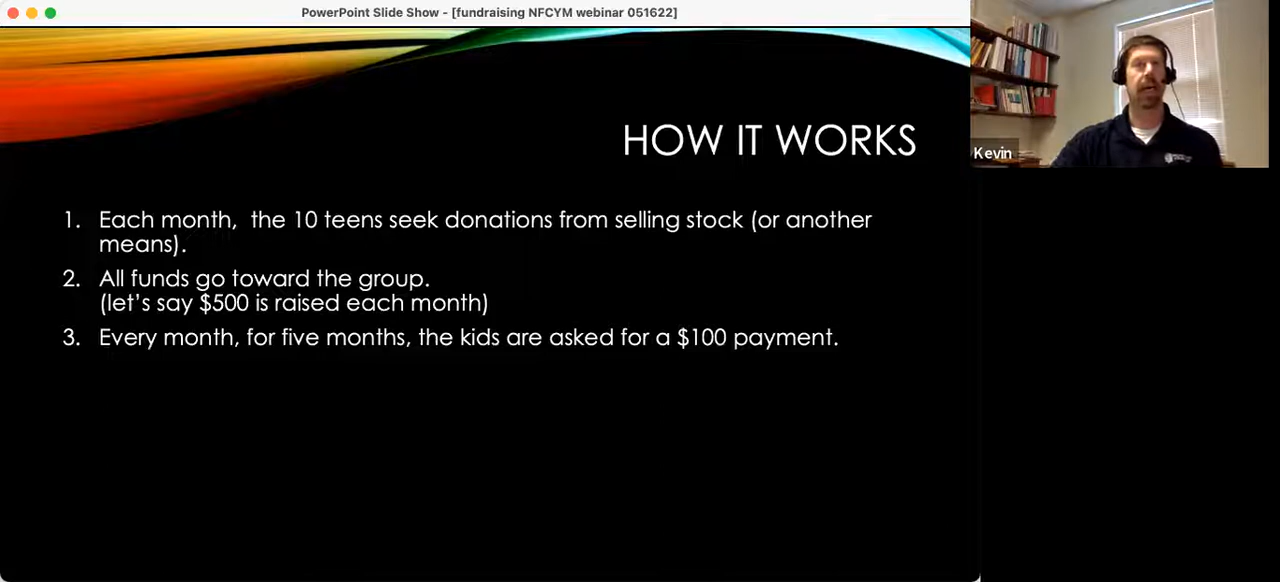 PowerPoint Slide Show - [fundraising NFCYM webinar 051622]
HOW IT WORKS
Kevin
1. Each month,  the 10 teens seek donations from selling stock (or another
means).
2. All funds go toward the group.
(let's say $500 is raised each month)
3. Every month, for five months, the kids are asked for a $100 payment.